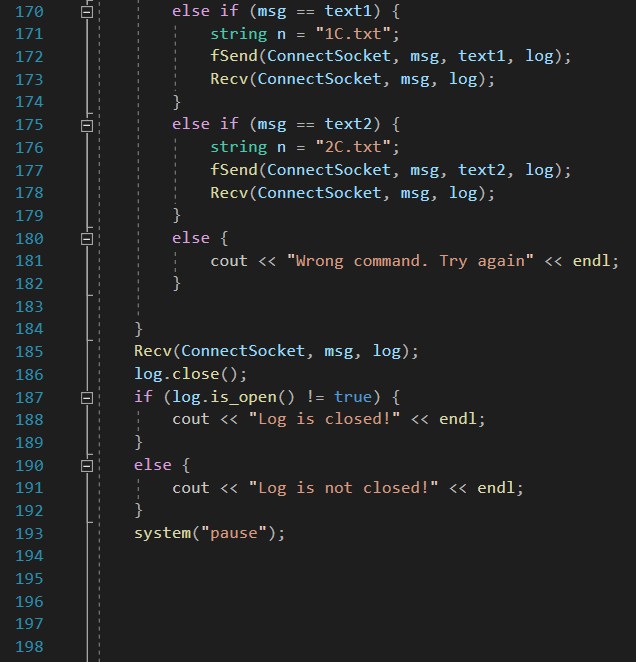 170 else if (msg == text1) {
171 string n = "1C.txt";
172 fSend(ConnectSocket, msg, text1, log);
173 Recv(ConnectSocket, msg, log);
174 }
175 else if (msg == text2) {
176 string n = "2C.txt";
177 fSend(ConnectSocket, msg, text2, log);
178 Recv(ConnectSocket, msg, log);
179 }
180 else {
181 cout << "Wrong command. Try again" << endl;
182 }
183
184 }
185 Recv(ConnectSocket, msg, log);
186 log.close();
187 if (log.is_open() != true) {
188 cout << "Log is closed!" << endl;
189 }
190 else {
191 cout << "Log is not closed!" << endl;
192 }
193 system("pause");
194
195
196
197
198